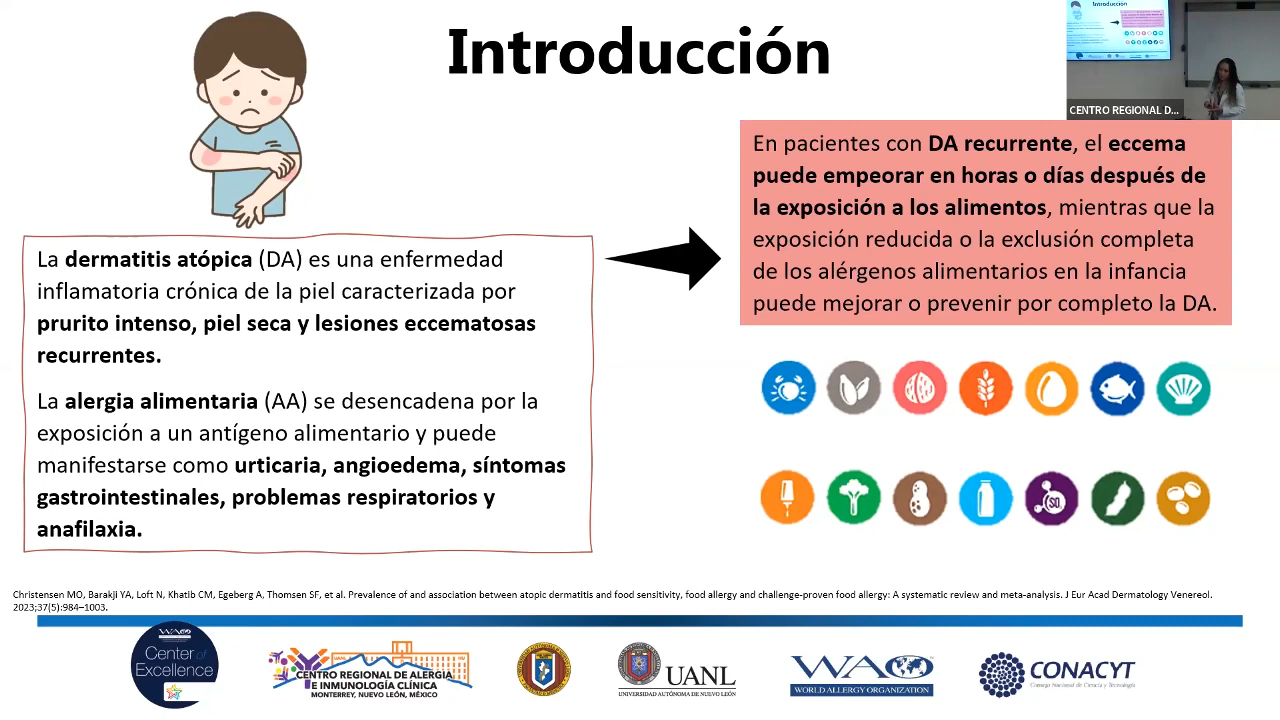 Introducción
CENTRO REGIONAL D...
La dermatitis atópica (DA) es una enfermedad
inflamatoria crónica de la piel caracterizada por
prurito intenso, piel seca y lesiones eccematosas
recurrentes.
La alergia alimentaria (AA) se desencadena por la
exposición a un antígeno alimentario y puede
manifestarse como urticaria, angioedema, síntomas
gastrointestinales, problemas respiratorios y
anafilaxia.
En pacientes con DA recurrente, el eccema
puede empeorar en horas o días después de
la exposición a los alimentos, mientras que la
exposición reducida o la exclusión completa
de los alérgenos alimentarios en la infancia
puede mejorar o prevenir por completo la DA.
Christensen MO, Barakji YA, Loft N, Khatib CM, Egeberg A, Thomsen SF, et al. Prevalence of and association between atopic dermatitis and food sensitivity, food allergy and challenge-proven food allergy: A systematic review and meta-analysis. J Eur Acad Dermatology Venereol.
2023;37(5):984–1003.
WAO
Center of
Excellence
UANL
CENTRO REGIONAL DE ALERGIA
E INMUNOLOGÍA CLÍNICA
MONTERREY, NUEVO LEÓN, MÉXICO
UANL
UNIVERSIDAD AUTÓNOMA DE NUEVO LEÓN
WAO
WORLD ALLERGY ORGANIZATION
CONACYT
Consejo Nacional de Ciencia y Tecnología